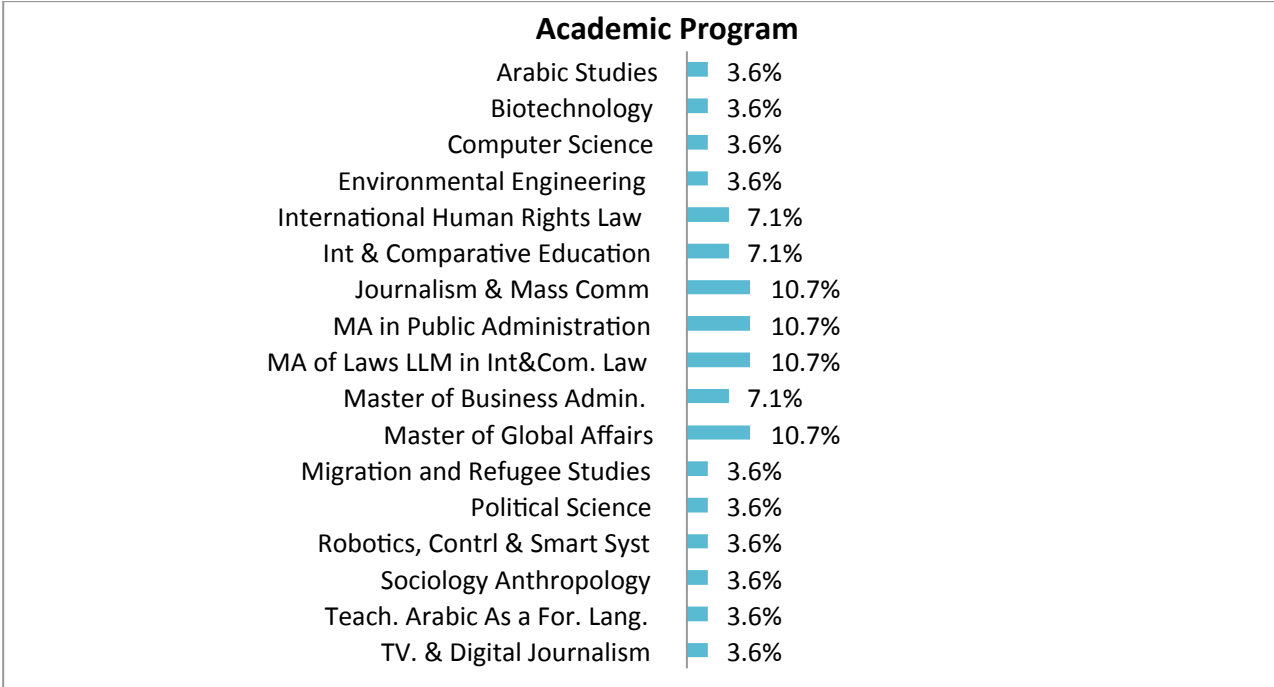 Academic Program
Arabic Studies 3.6%
Biotechnology 3.6%
Computer Science 3.6%
Environmental Engineering 3.6%
International Human Rights Law 7.1%
Int & Comparative Education 7.1%
Journalism & Mass Comm 10.7%
MA in Public Administration 10.7%
MA of Laws LLM in Int&Com. Law 10.7%
Master of Business Admin. 7.1%
Master of Global Affairs 10.7%
Migration and Refugee Studies 3.6%
Political Science 3.6%
Robotics, Contrl & Smart Syst 3.6%
Sociology Anthropology 3.6%
Teach. Arabic As a For. Lang. 3.6%
TV. & Digital Journalism 3.6%